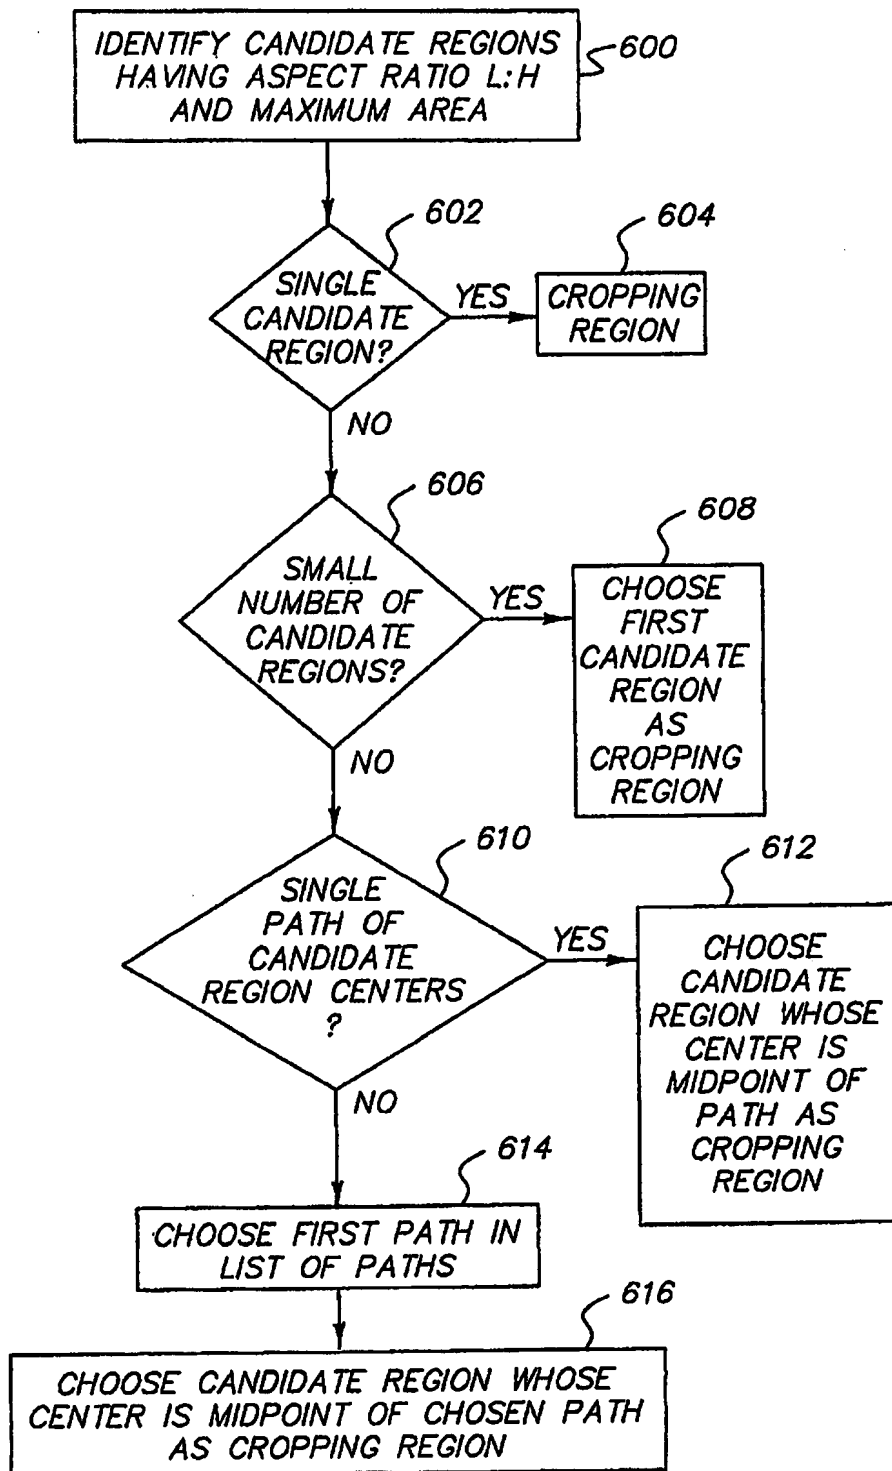 IDENTIFY CANDIDATE REGIONS
HAVING ASPECT RATIO L:H
AND MAXIMUM AREA
600
602
SINGLE
CANDIDATE
REGION?
YES
604
CROPPING
REGION
NO
606
SMALL
NUMBER OF
CANDIDATE
REGIONS?
YES
608
CHOOSE
FIRST
CANDIDATE
REGION
AS
CROPPING
REGION
NO
610
SINGLE
PATH OF
CANDIDATE
REGION CENTERS
?
YES
612
CHOOSE
CANDIDATE
REGION WHOSE
CENTER IS
MIDPOINT OF
PATH AS
CROPPING
REGION
NO
614
CHOOSE FIRST PATH IN
LIST OF PATHS
616
CHOOSE CANDIDATE REGION WHOSE
CENTER IS MIDPOINT OF CHOSEN PATH
AS CROPPING REGION